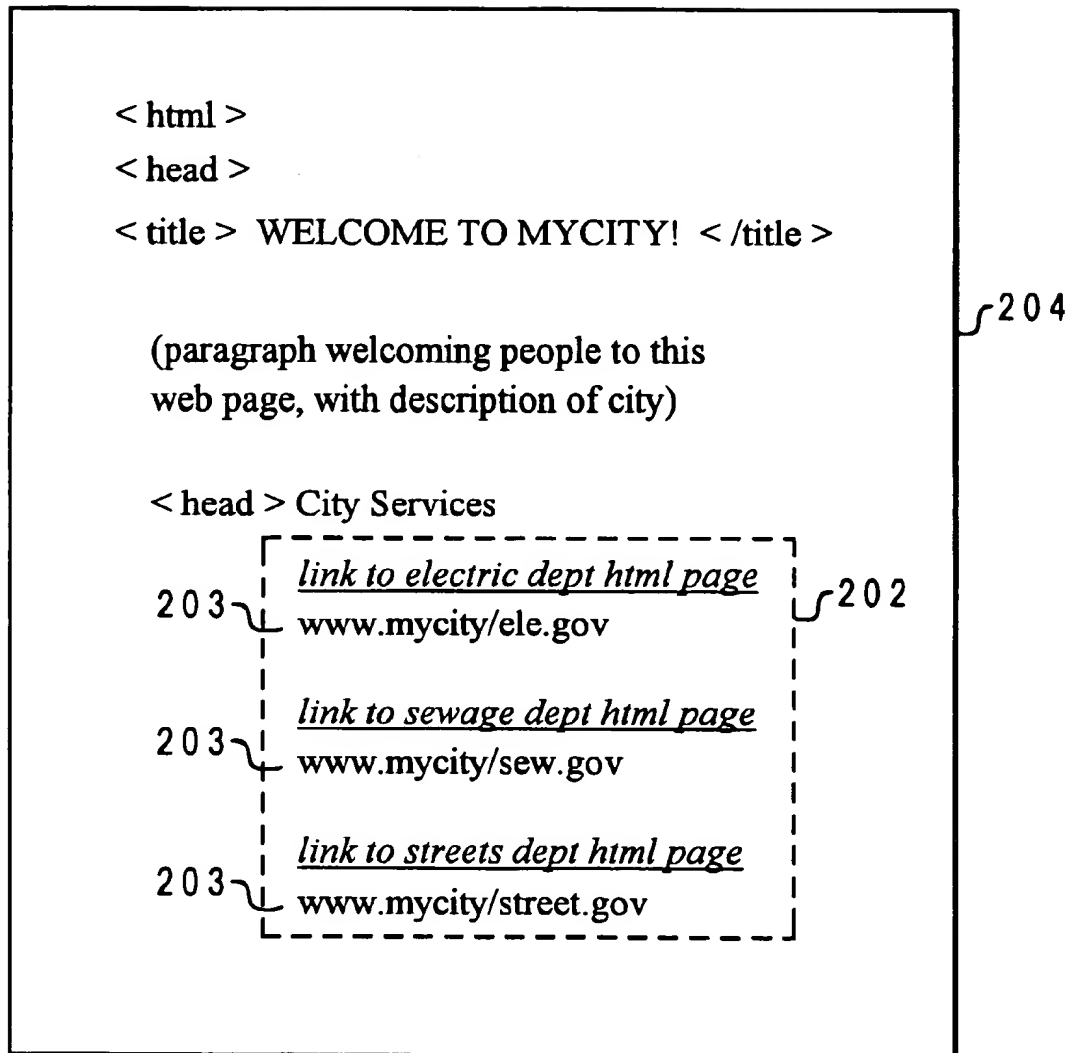 < html >
< head >
< title > WELCOME TO MYCITY! < /title >
204
(paragraph welcoming people to this
web page, with description of city)
< head > City Services
link to electric dept html page
202
203
www.mycity/ele.gov
link to sewage dept html page
203
www.mycity/sew.gov
link to streets dept html page
203
www.mycity/street.gov